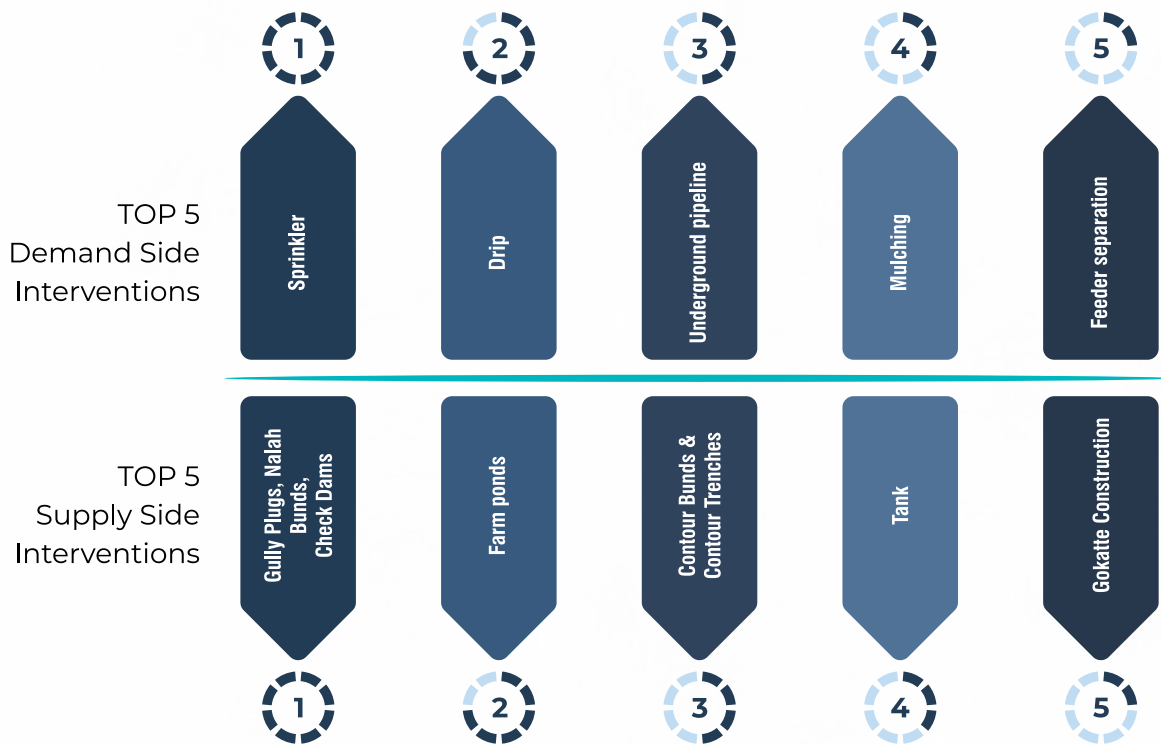 1
2
3
4
5
TOP 5
Demand Side
Interventions
Sprinkler
Drip
Underground pipeline
Mulching
Feeder separation
TOP 5
Supply Side
Interventions
Gully Plugs, Nalah
Bunds,
Check Dams
Farm ponds
Contour Bunds &
Contour Trenches
Tank
Gokatte Construction
1
2
3
4
5